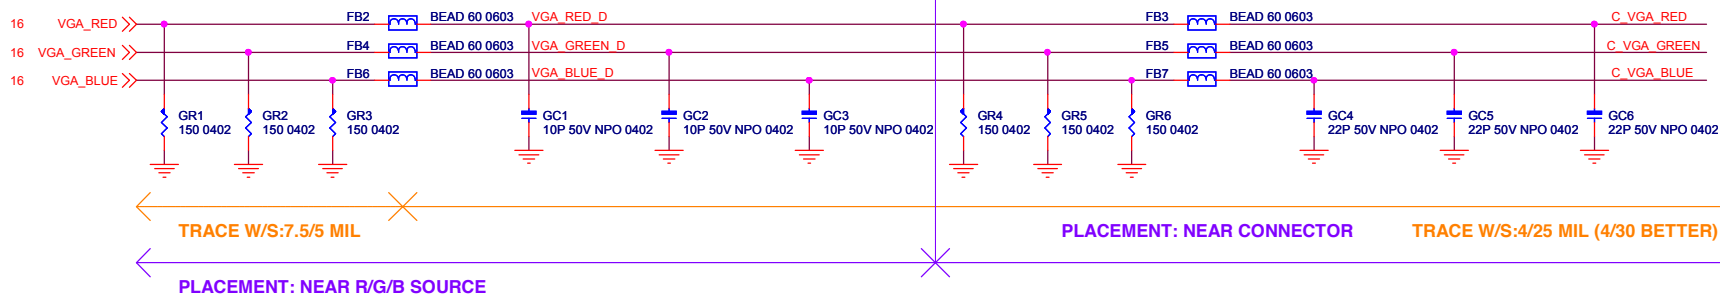 16 VGA_RED FB2 BEAD 60 0603 VGA_RED_D FB3 BEAD 60 0603 C_VGA_RED
16 VGA_GREEN FB4 BEAD 60 0603 VGA_GREEN_D FB5 BEAD 60 0603 C_VGA_GREEN
16 VGA_BLUE FB6 BEAD 60 0603 VGA_BLUE_D FB7 BEAD 60 0603 C_VGA_BLUE
GR1 GR2 GR3 GC1 GC2 GC3 GR4 GR5 GR6 GC4 GC5 GC6
150 0402 150 0402 150 0402 10P 50V NPO 0402 10P 50V NPO 0402 10P 50V NPO 0402 150 0402 150 0402 150 0402 22P 50V NPO 0402 22P 50V NPO 0402 22P 50V NPO 0402
TRACE W/S:7.5/5 MIL PLACEMENT: NEAR CONNECTOR TRACE W/S:4/25 MIL (4/30 BETTER)
PLACEMENT: NEAR R/G/B SOURCE